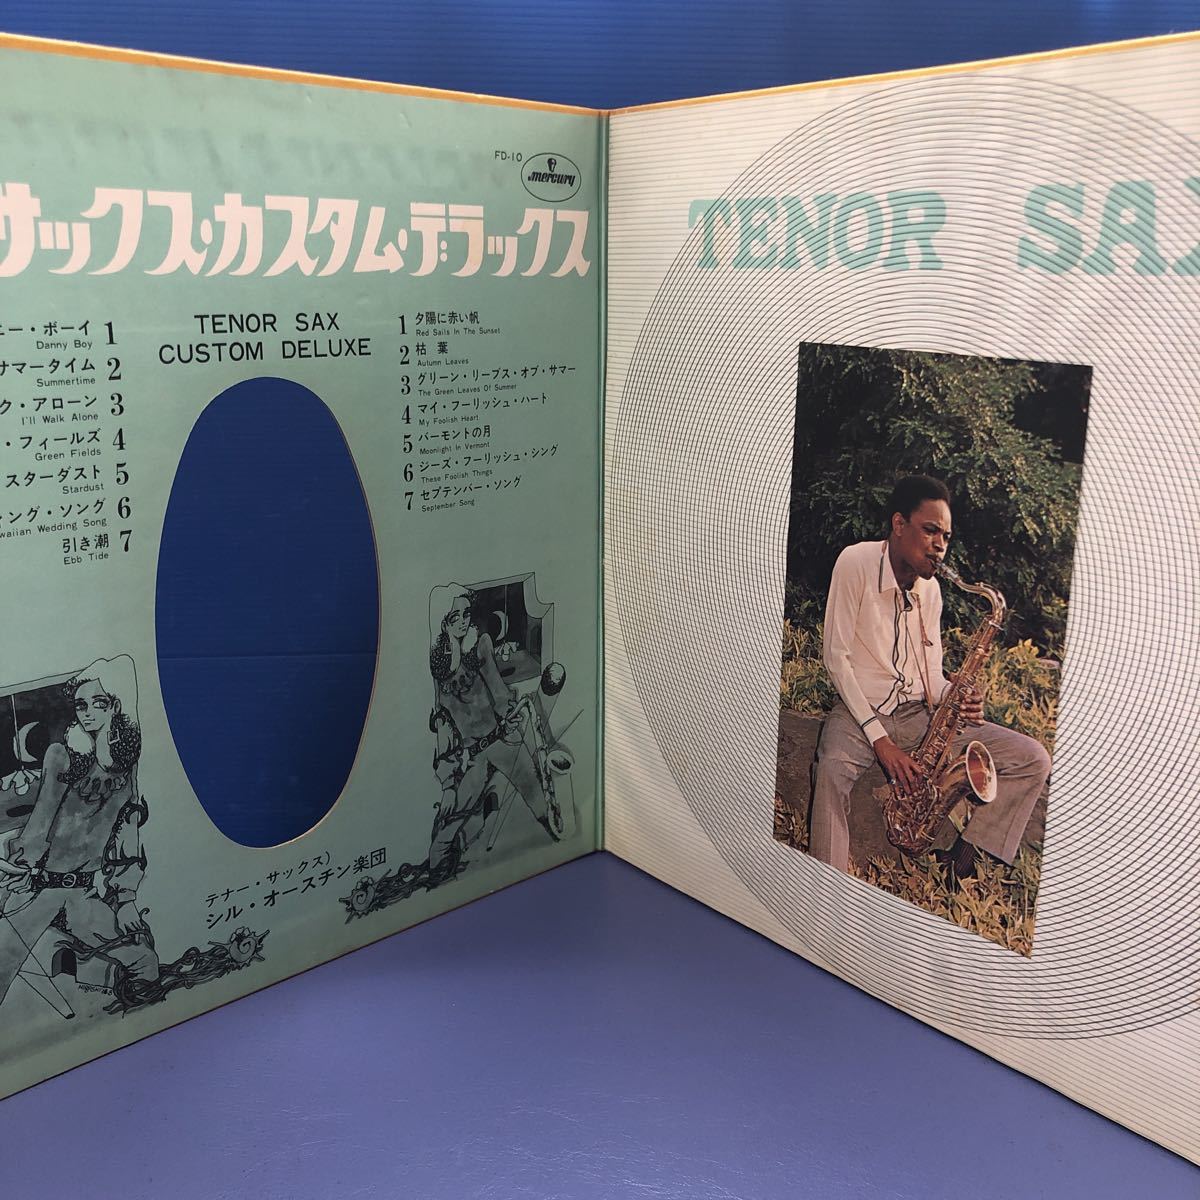 FD-10
mercury
サックス・カスタム・デラックス
TENOR SAX
CUSTOM DELUXE
ニー・ボーイ 1
Danny Boy
サマータイム 2
Summertime
ク・アローン 3
I'll Walk Alone
・フィールズ 4
Green Fields
スターダスト 5
Stardust
ィング・ソング 6
waiian Wedding Song
引き潮 7
Ebb Tide
1 夕陽に赤い帆
Red Sails In The Sunset
2 枯葉
Autumn Leaves
3 グリーン・リーブス・オブ・サマー
The Green Leaves Of Summer
4 マイ・フーリッシュ・ハート
My Foolish Heart
5 バーモントの月
Moonlight In Vermont
6 ジーズ・フーリッシュ・シング
These Foolish Things
7 セプテンバー・ソング
September Song
テナー・サックス)
シル・オースチン楽団
TENOR SAX